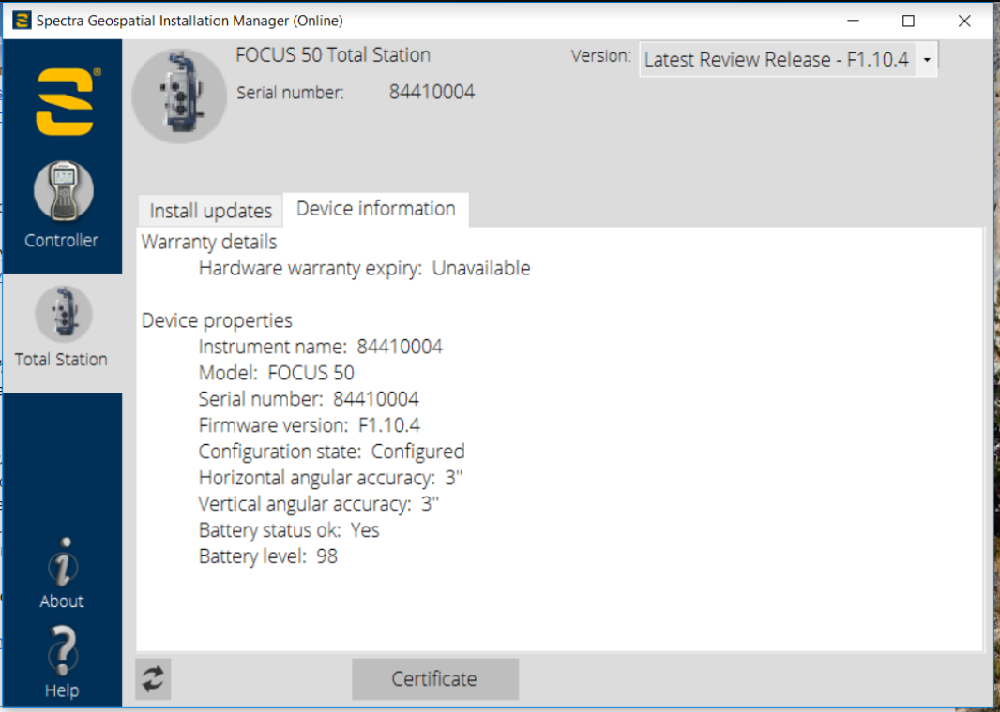 Spectra Geospatial Installation Manager (Online)
FOCUS 50 Total Station
Version: Latest Review Release - F1.10.4
Serial number: 84410004
Controller
Total Station
About
Help
Install updates
Device information
Warranty details
Hardware warranty expiry: Unavailable
Device properties
Instrument name: 84410004
Model: FOCUS 50
Serial number: 84410004
Firmware version: F1.10.4
Configuration state: Configured
Horizontal angular accuracy: 3"
Vertical angular accuracy: 3"
Battery status ok: Yes
Battery level: 98
Certificate